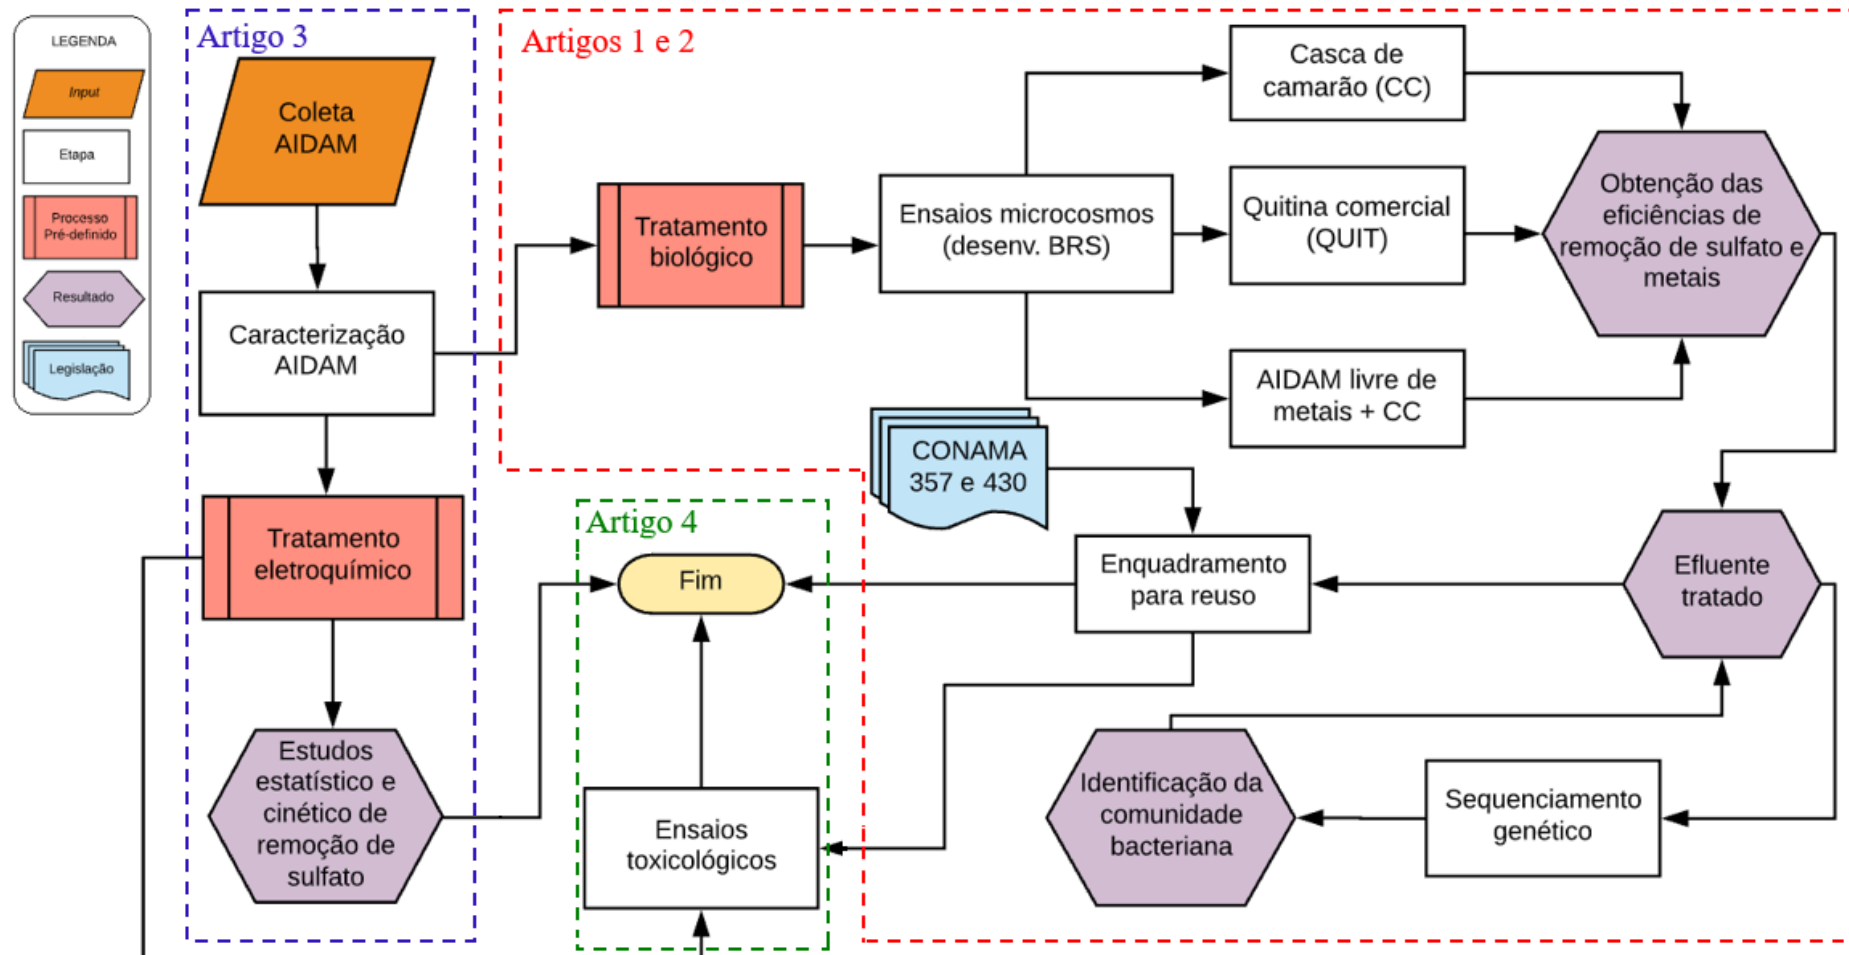 LEGENDA
Input
Etapa
Processo
Pré-definido
Resultado
Legislação
Artigo 3
Coleta
AIDAM
Caracterização
AIDAM
Tratamento
eletroquímico
Estudos
estatístico e
cinético de
remoção de
sulfato
Artigos 1 e 2
Tratamento
biológico
Ensaios microcosmos
(desenv. BRS)
Casca de
camarão (CC)
Quitina comercial
(QUIT)
AIDAM livre de
metais + CC
Obtenção das
eficiências de
remoção de sulfato e
metais
CONAMA
357 e 430
Enquadramento
para reuso
Efluente
tratado
Identificação da
comunidade
bacteriana
Sequenciamento
genético
Artigo 4
Fim
Ensaios
toxicológicos